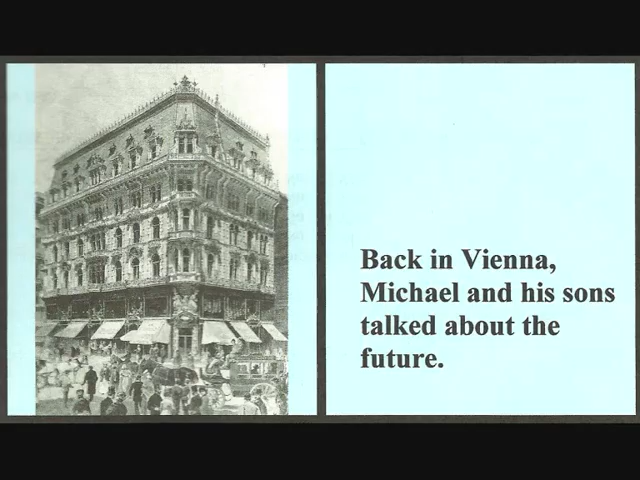 Back in Vienna,
Michael and his sons
talked about the
future.